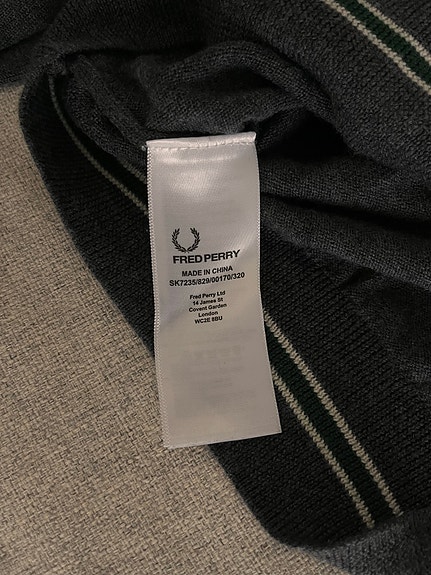 FRED PERRY
MADE IN CHINA
SK7235/829/00170/320
Fred Perry Ltd
14 James St
Covent Garden
London
WC2E 8BU